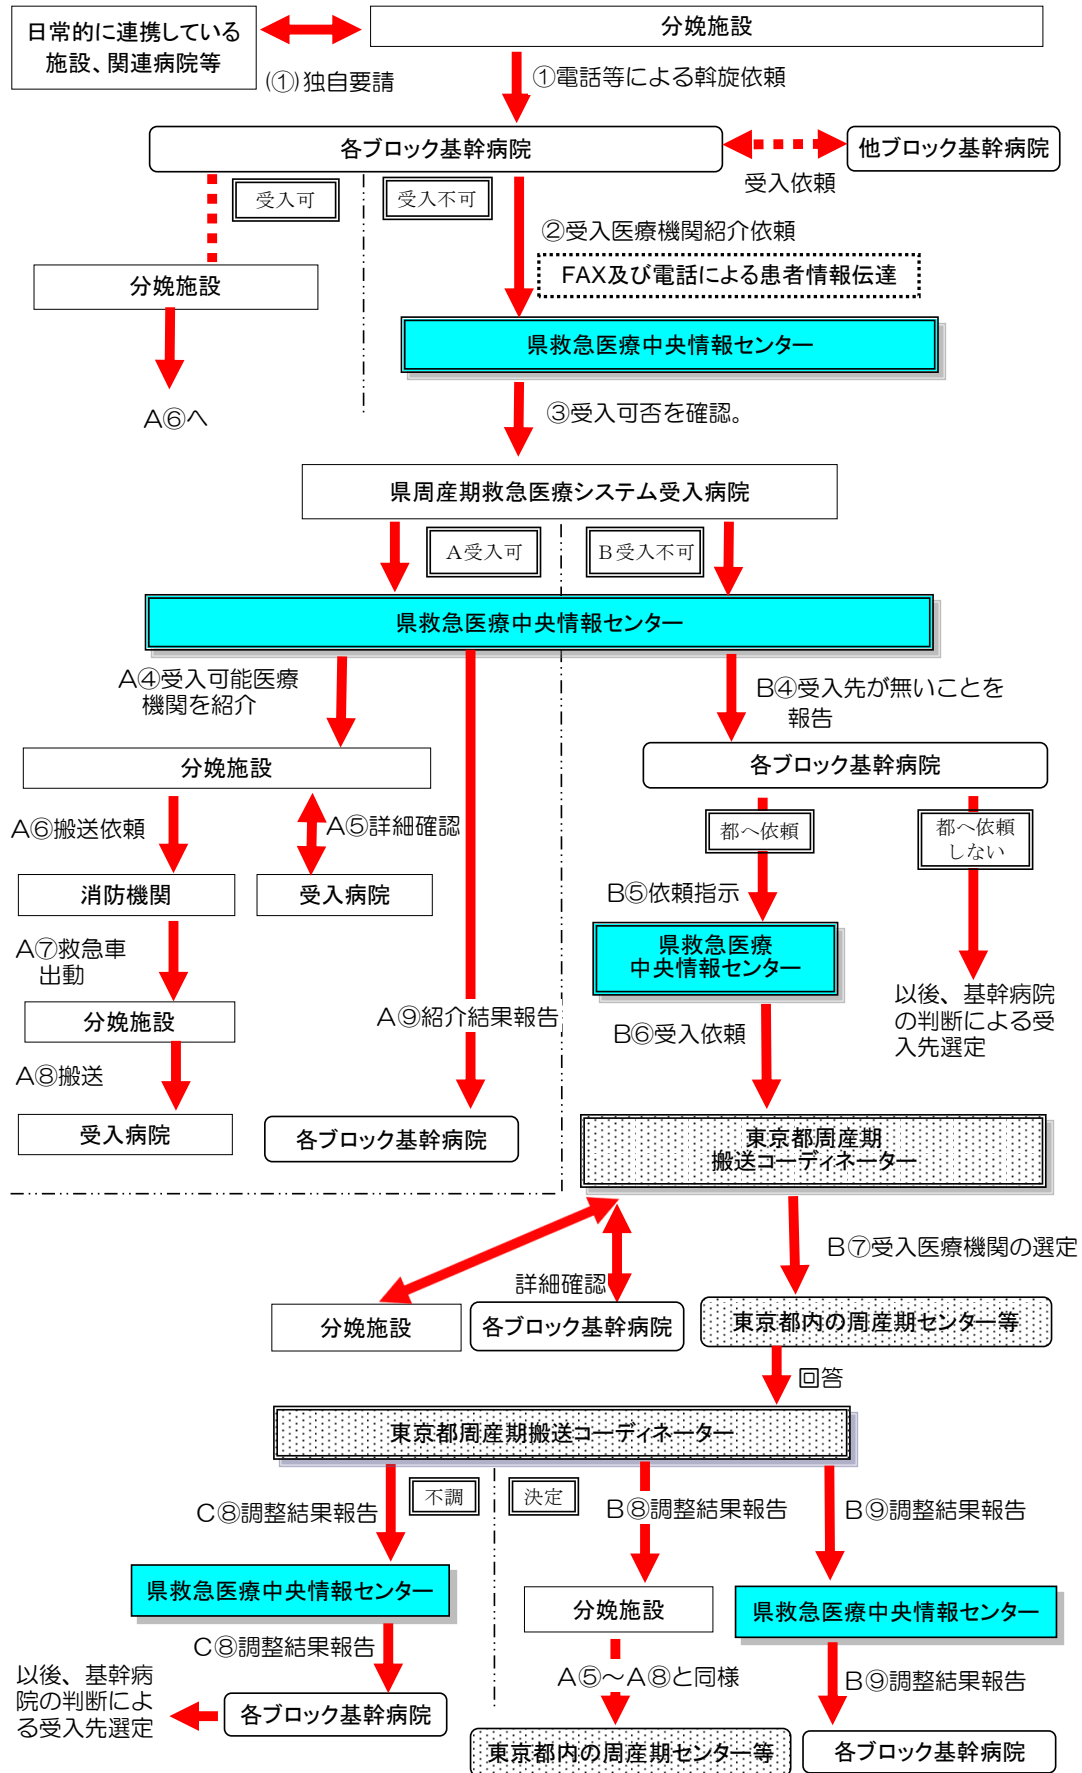 日常的に連携している
施設、関連病院等
分娩施設
(①)独自要請
①電話等による斡旋依頼
各ブロック基幹病院
他ブロック基幹病院
受入依頼
受入可
受入不可
②受入医療機関紹介依頼
FAX及び電話による患者情報伝達
分娩施設
県救急医療中央情報センター
A⑥へ
③受入可否を確認。
県周産期救急医療システム受入病院
A受入可
B受入不可
県救急医療中央情報センター
A④受入可能医療
機関を紹介
B④受入先が無いことを
報告
分娩施設
各ブロック基幹病院
A⑥搬送依頼
A⑤詳細確認
都へ依頼
都へ依頼
しない
消防機関
受入病院
B⑤依頼指示
A⑦救急車
出動
県救急医療
中央情報センター
以後、基幹病院
の判断による受
入先選定
分娩施設
A⑨紹介結果報告
B⑥受入依頼
A⑧搬送
受入病院
各ブロック基幹病院
東京都周産期
搬送コーディネーター
B⑦受入医療機関の選定
詳細確認
分娩施設
各ブロック基幹病院
東京都内の周産期センター等
回答
東京都周産期搬送コーディネーター
不調
決定
C⑧調整結果報告
B⑧調整結果報告
B⑨調整結果報告
県救急医療中央情報センター
分娩施設
県救急医療中央情報センター
C⑧調整結果報告
A⑤～A⑧と同様
B⑨調整結果報告
以後、基幹病
院の判断によ
る受入先選定
各ブロック基幹病院
東京都内の周産期センター等
各ブロック基幹病院